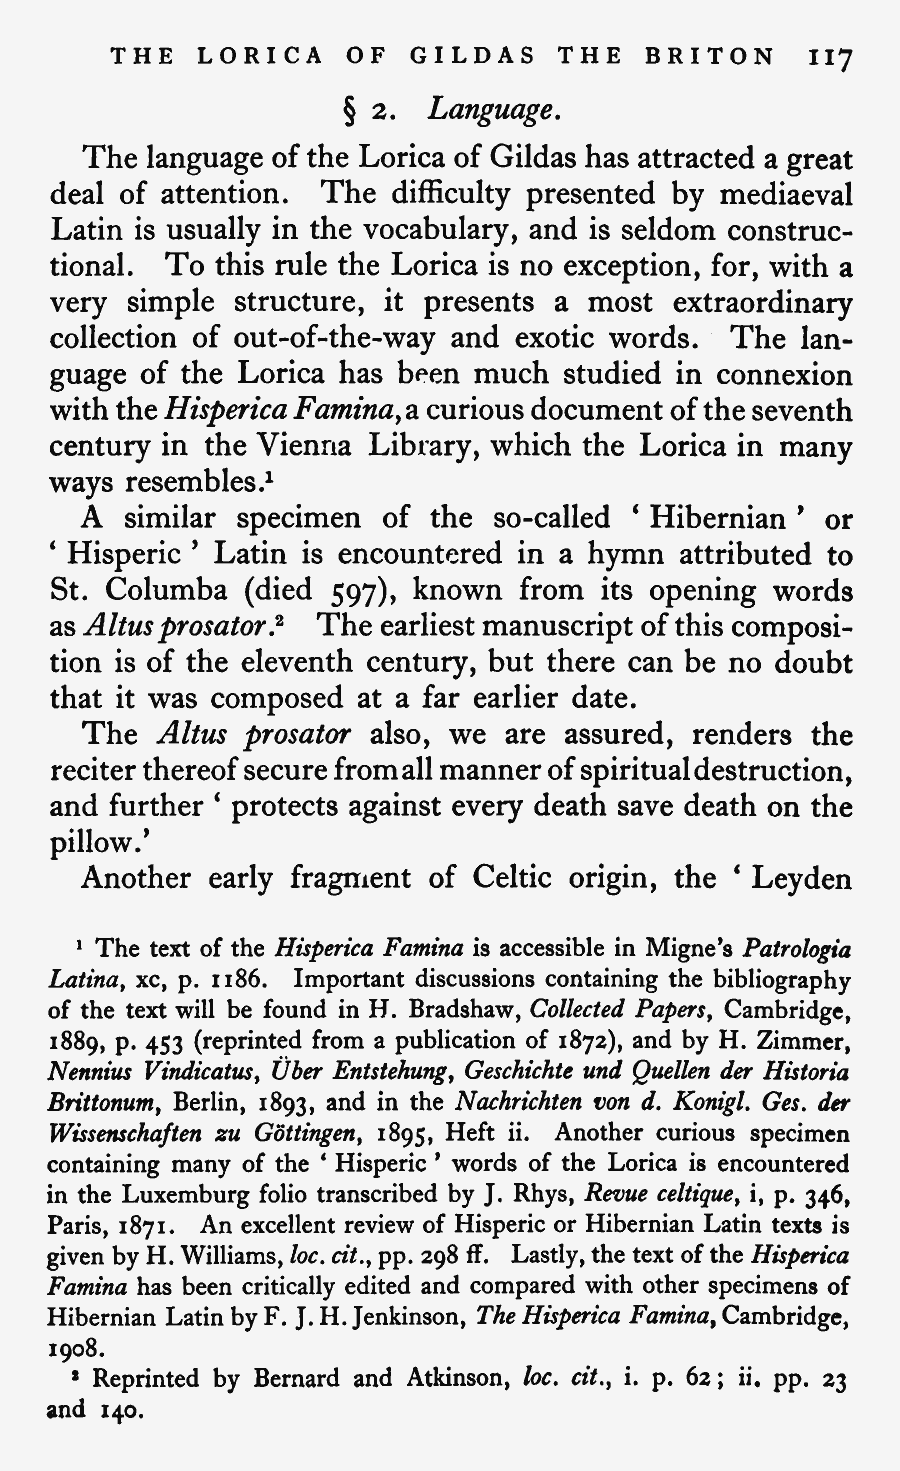 THE LORICA OF GILDAS THE BRITON 117
§ 2. Language.
The language of the Lorica of Gildas has attracted a great
deal of attention. The difficulty presented by mediaeval
Latin is usually in the vocabulary, and is seldom construc-
tional. To this rule the Lorica is no exception, for, with a
very simple structure, it presents a most extraordinary
collection of out-of-the-way and exotic words. The lan-
guage of the Lorica has been much studied in connexion
with the Hisperica Famina, a curious document of the seventh
century in the Vienna Library, which the Lorica in many
ways resembles.¹
A similar specimen of the so-called ‘ Hibernian ’ or
‘ Hisperic ’ Latin is encountered in a hymn attributed to
St. Columba (died 597), known from its opening words
as Altus prosator.² The earliest manuscript of this composi-
tion is of the eleventh century, but there can be no doubt
that it was composed at a far earlier date.
The Altus prosator also, we are assured, renders the
reciter thereof secure from all manner of spiritual destruction,
and further ‘ protects against every death save death on the
pillow.’
Another early fragment of Celtic origin, the ‘ Leyden
¹ The text of the Hisperica Famina is accessible in Migne’s Patrologia
Latina, xc, p. 1186. Important discussions containing the bibliography
of the text will be found in H. Bradshaw, Collected Papers, Cambridge,
1889, p. 453 (reprinted from a publication of 1872), and by H. Zimmer,
Nennius Vindicatus, Über Entstehung, Geschichte und Quellen der Historia
Brittonum, Berlin, 1893, and in the Nachrichten von d. Konigl. Ges. der
Wissenschaften zu Göttingen, 1895, Heft ii. Another curious specimen
containing many of the ‘ Hisperic ’ words of the Lorica is encountered
in the Luxemburg folio transcribed by J. Rhys, Revue celtique, i, p. 346,
Paris, 1871. An excellent review of Hisperic or Hibernian Latin texts is
given by H. Williams, loc. cit., pp. 298 ff. Lastly, the text of the Hisperica
Famina has been critically edited and compared with other specimens of
Hibernian Latin by F. J. H. Jenkinson, The Hisperica Famina, Cambridge,
1908.
² Reprinted by Bernard and Atkinson, loc. cit., i. p. 62 ; ii. pp. 23
and 140.